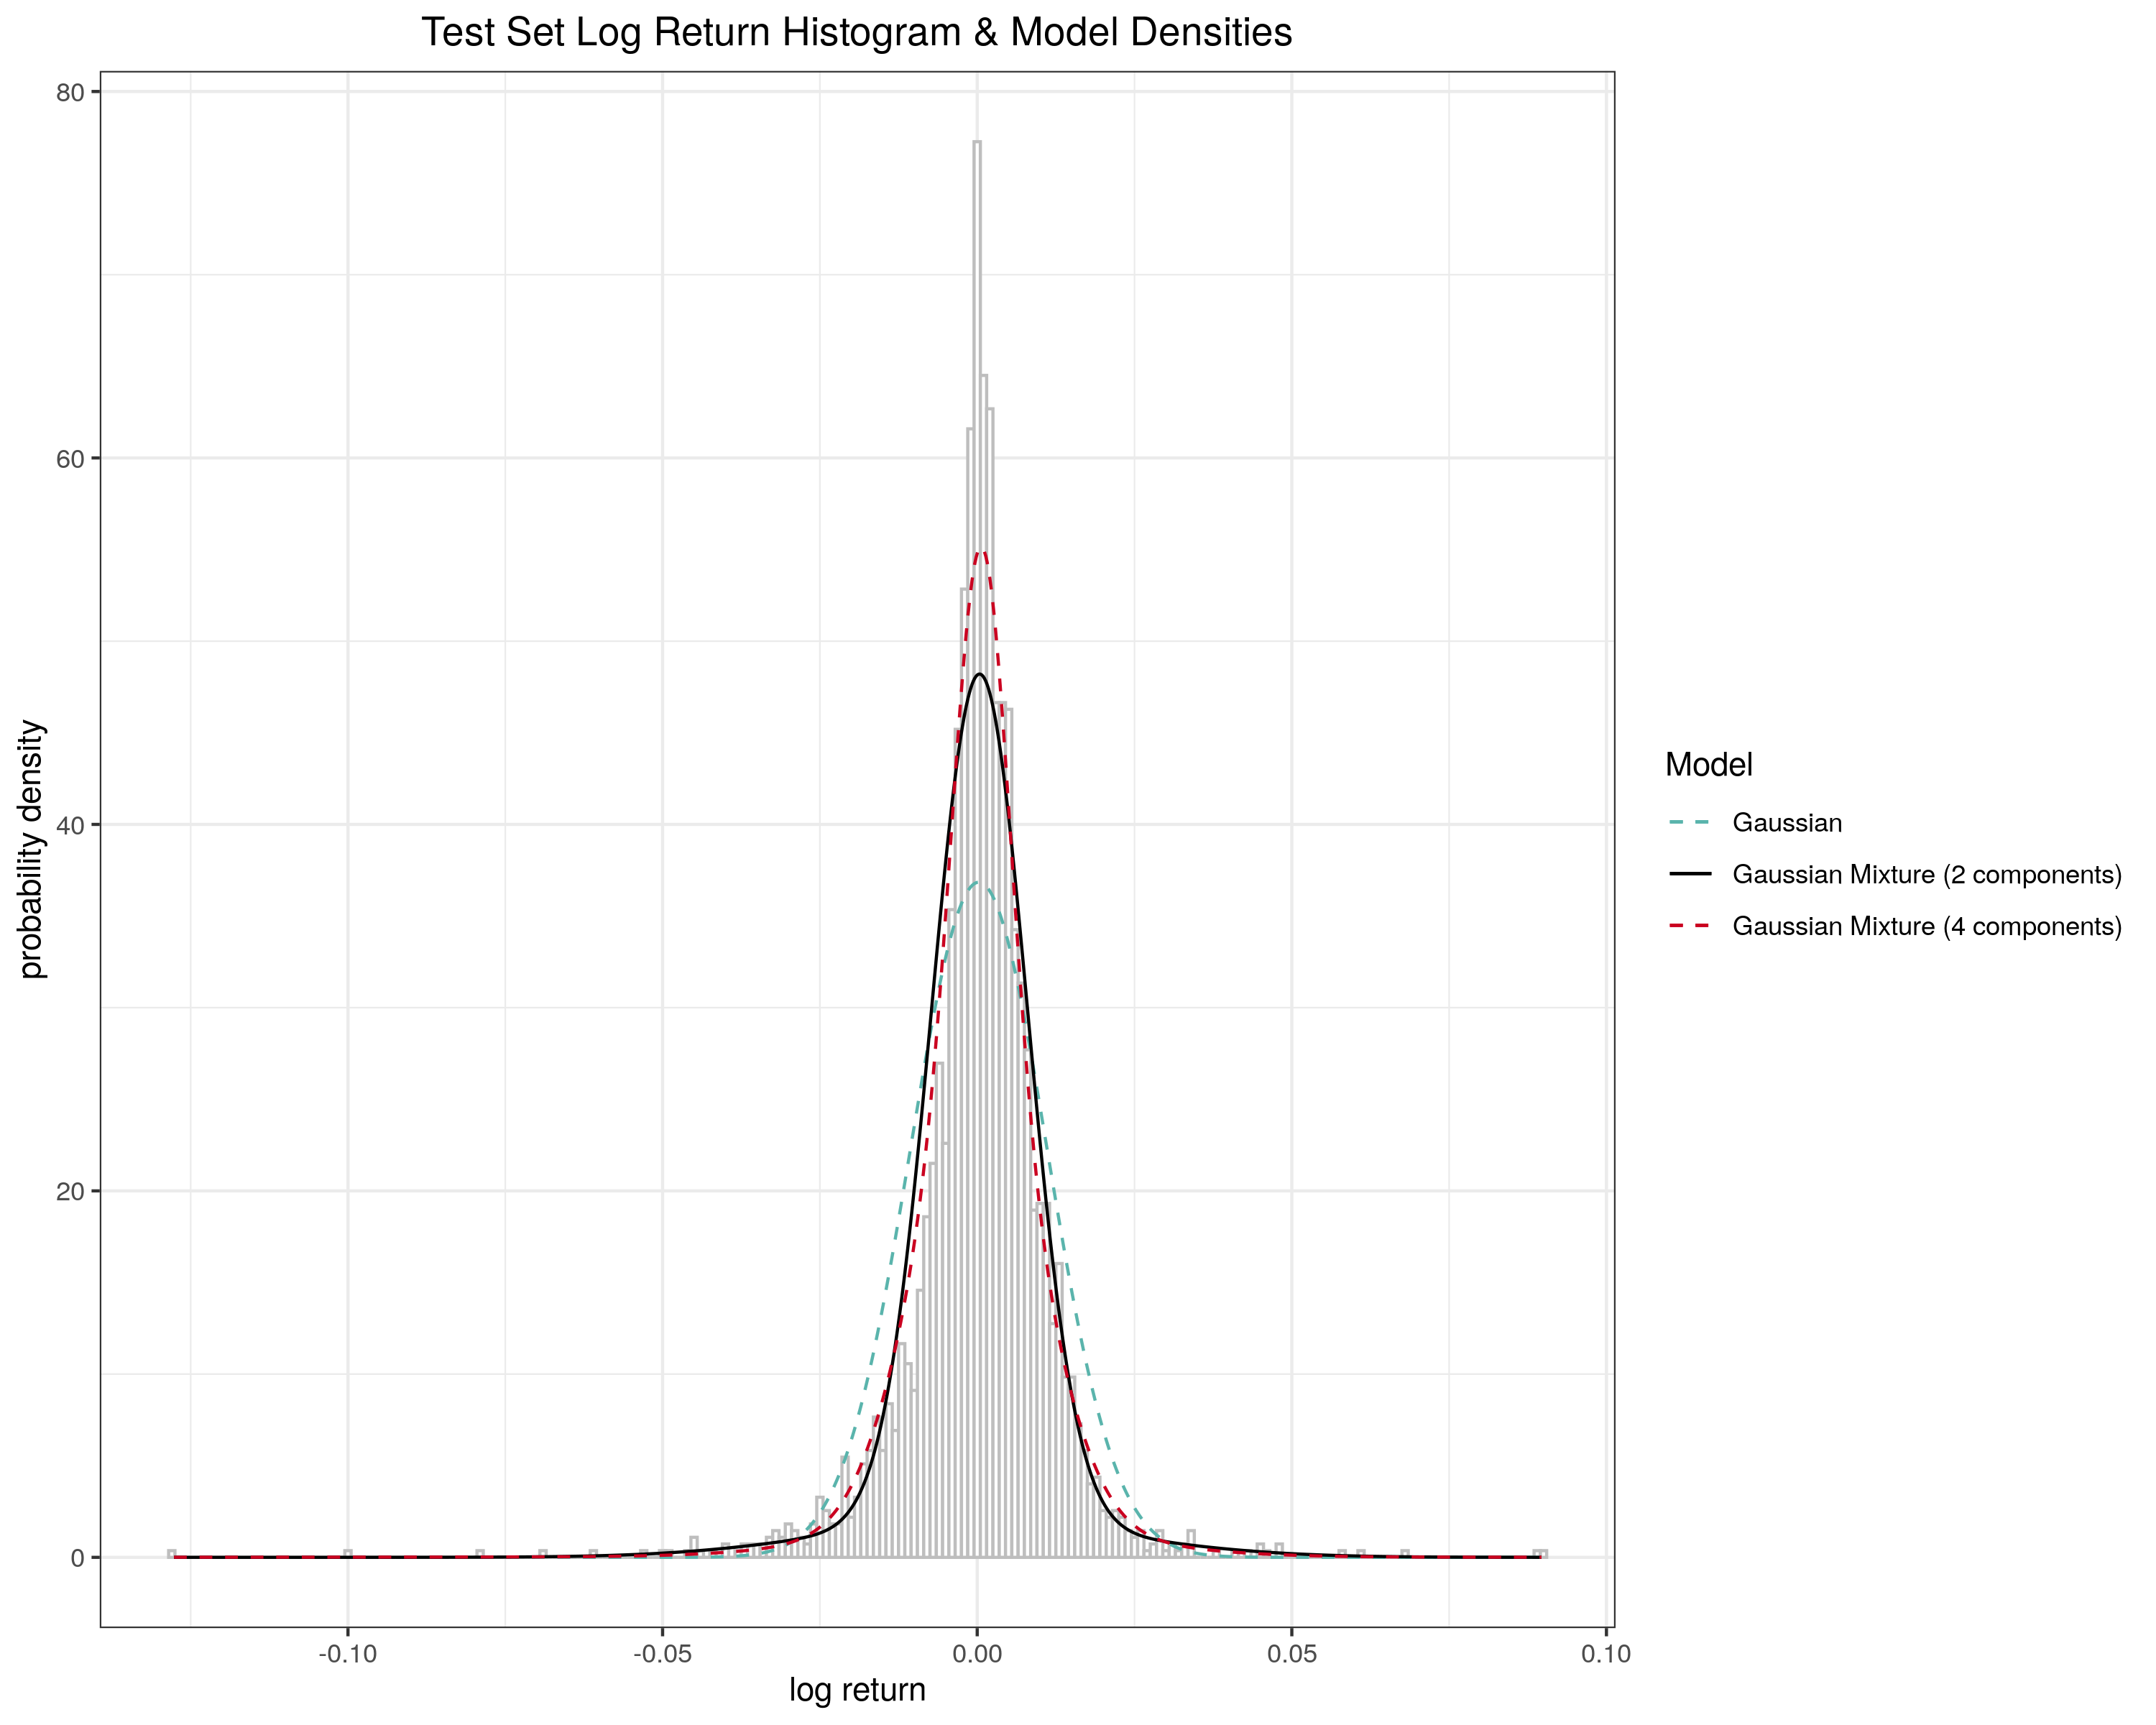 Test Set Log Return Histogram & Model Densities
80
60
40
20
0
probability density
-0.10
-0.05
0.00
0.05
0.10
log return
Model
Gaussian
Gaussian Mixture (2 components)
Gaussian Mixture (4 components)